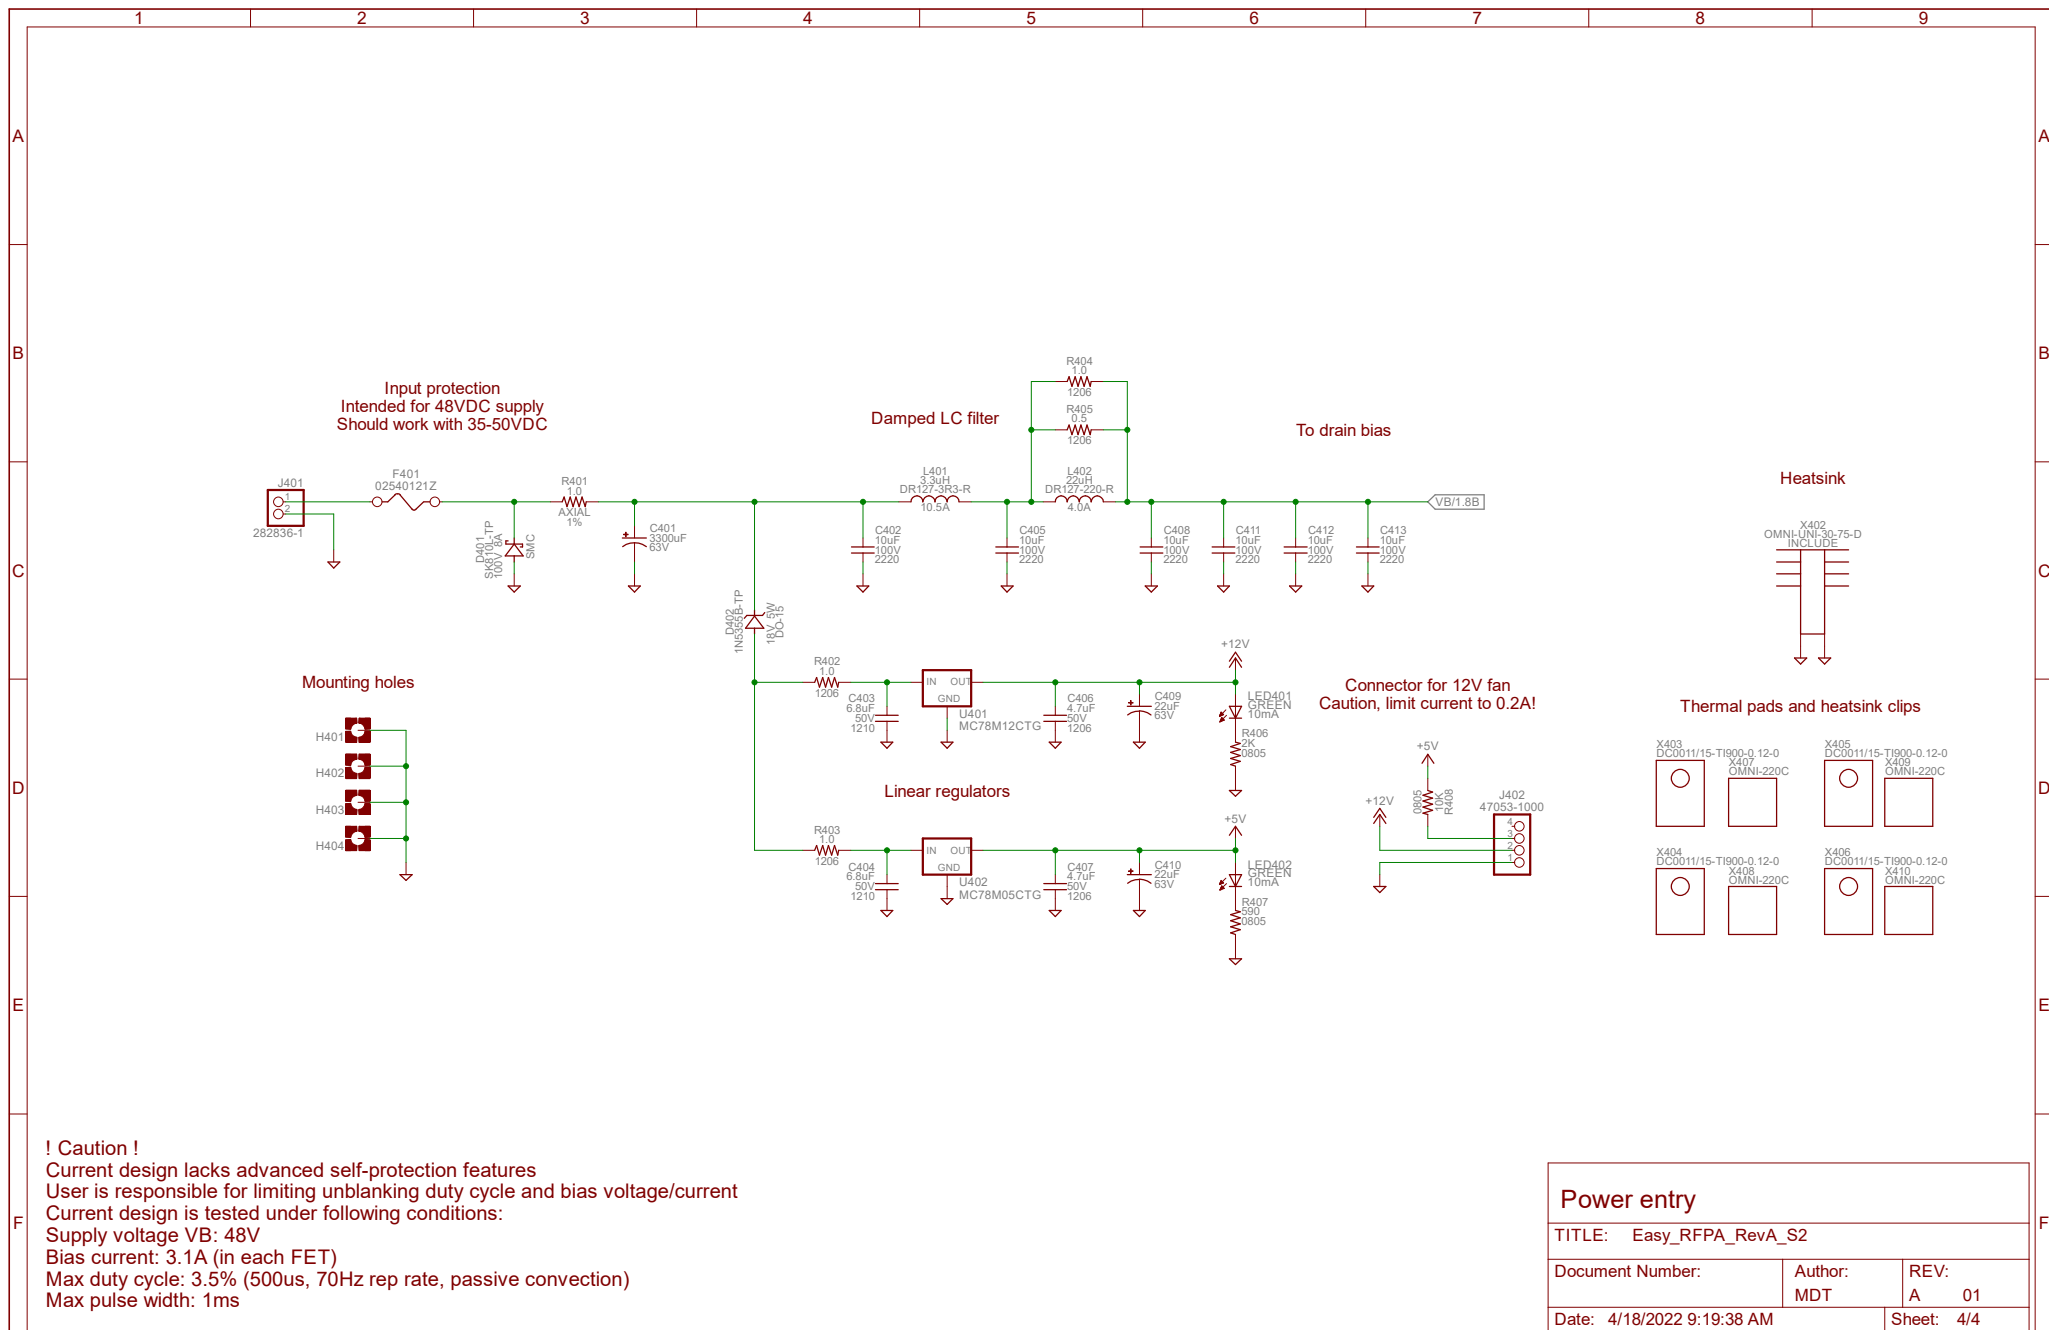 1 2 3 4 5 6 7 8 9
A A
B B
C C
D D
E E
F F
Input protection
Intended for 48VDC supply
Should work with 35-50VDC
J401
1
2
282836-1
F401
02540121Z
D401
SK810L-TP
100V 8A
SMC
R401
1.0
AXIAL
1%
C401
3300uF
63V
D402
1N5355B-TP
18V 5W
DO-15
Damped LC filter
C402
10uF
100V
2220
L401
3.3uH
DR127-3R3-R
10.5A
C405
10uF
100V
2220
R404
1.0
1206
R405
0.5
1206
L402
22uH
DR127-220-R
4.0A
To drain bias
C408
10uF
100V
2220
C411
10uF
100V
2220
C412
10uF
100V
2220
C413
10uF
100V
2220
VB/1.8B
Heatsink
X402
OMNI-UNI-30-75-D
INCLUDE
Mounting holes
H401
H402
H403
H404
R402
1.0
1206
C403
6.8uF
50V
1210
IN OUT
GND
U401
MC78M12CTG
C406
4.7uF
50V
1206
C409
22uF
63V
+12V
LED401
GREEN
10mA
R406
2K
0805
Linear regulators
R403
1.0
1206
C404
6.8uF
50V
1210
IN OUT
GND
U402
MC78M05CTG
C407
4.7uF
50V
1206
C410
22uF
63V
+5V
LED402
GREEN
10mA
R407
590
0805
Connector for 12V fan
Caution, limit current to 0.2A!
+5V
0805
10K
R408
+12V
J402
47053-1000
4
3
2
1
Thermal pads and heatsink clips
X403
DC0011/15-TI900-0.12-0
X407
OMNI-220C
X405
DC0011/15-TI900-0.12-0
X409
OMNI-220C
X404
DC0011/15-TI900-0.12-0
X408
OMNI-220C
X406
DC0011/15-TI900-0.12-0
X410
OMNI-220C
! Caution !
Current design lacks advanced self-protection features
User is responsible for limiting unblanking duty cycle and bias voltage/current
Current design is tested under following conditions:
Supply voltage VB: 48V
Bias current: 3.1A (in each FET)
Max duty cycle: 3.5% (500us, 70Hz rep rate, passive convection)
Max pulse width: 1ms
Power entry
TITLE: Easy_RFPA_RevA_S2
Document Number: Author: REV:
MDT A 01
Date: 4/18/2022 9:19:38 AM Sheet: 4/4